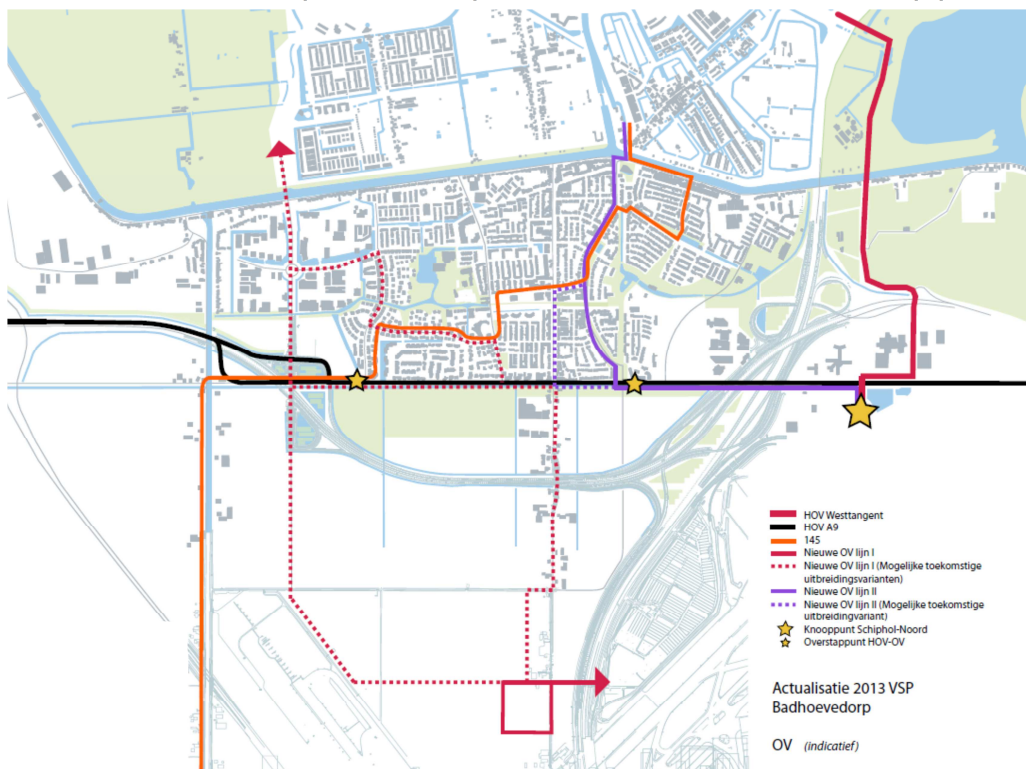 HOV Westtangent
HOV A9
145
Nieuwe OV lijn I
Nieuwe OV lijn I (Mogelijke toekomstige
uitbreidingsvarianten)
Nieuwe OV lijn II
Nieuwe OV lijn II (Mogelijke toekomstige
uitbreidingvariant)
Knooppunt Schiphol-Noord
Overstappunt HOV-OV
Actualisatie 2013 VSP
Badhoevedorp
OV (indicatief)